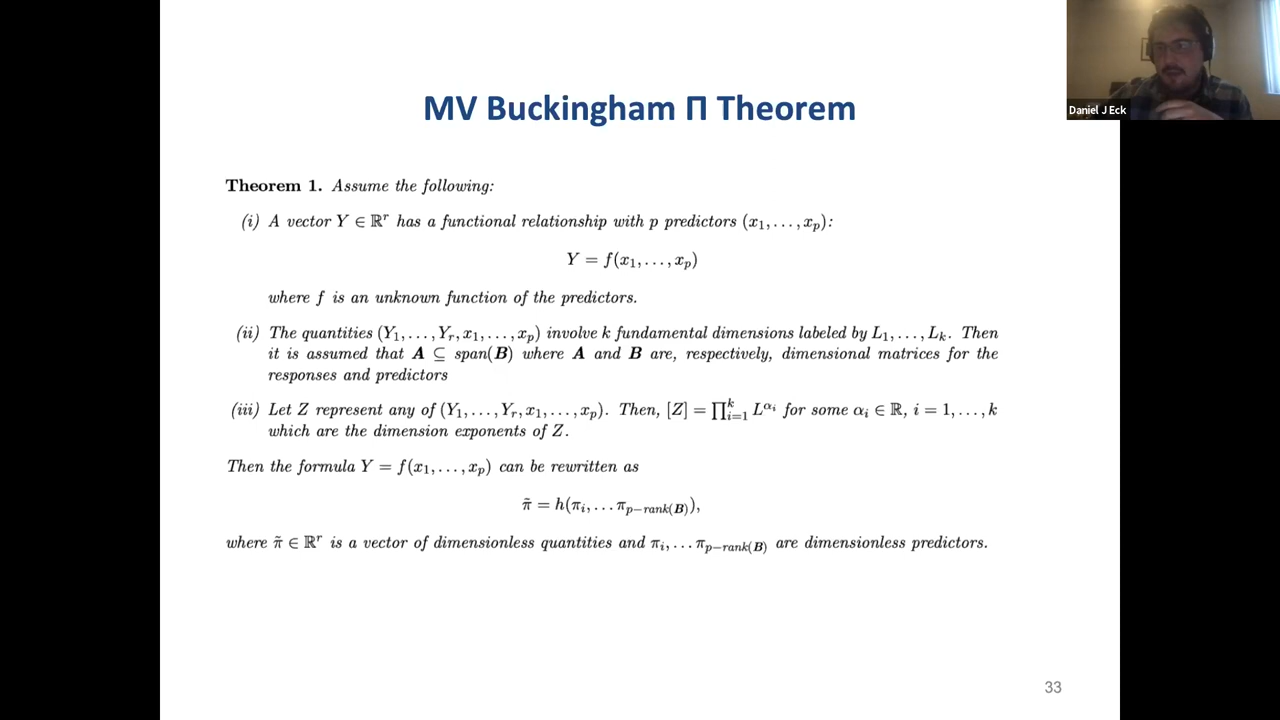 MV Buckingham Π Theorem
Daniel J Eck
Theorem 1. Assume the following:
(i) A vector Y ∈ ℝ^r has a functional relationship with p predictors (x_1, . . . , x_p):
Y = f(x_1, . . . , x_p)
where f is an unknown function of the predictors.
(ii) The quantities (Y_1, . . . , Y_r, x_1, . . . , x_p) involve k fundamental dimensions labeled by L_1, . . . , L_k. Then
it is assumed that A ⊆ span(B) where A and B are, respectively, dimensional matrices for the
responses and predictors
(iii) Let Z represent any of (Y_1, . . . , Y_r, x_1, . . . , x_p). Then, [Z] = ∏_{i=1}^k L^{α_i} for some α_i ∈ ℝ, i = 1, . . . , k
which are the dimension exponents of Z.
Then the formula Y = f(x_1, . . . , x_p) can be rewritten as
π̃ = h(π_i, . . . π_{p−rank(B)}),
where π̃ ∈ ℝ^r is a vector of dimensionless quantities and π_i, . . . π_{p−rank(B)} are dimensionless predictors.
33